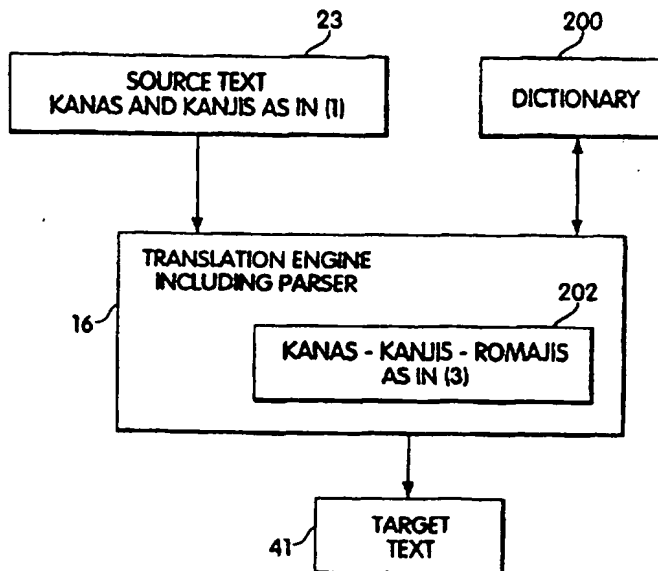 23
200
SOURCE TEXT
KANAS AND KANJIS AS IN (1)
DICTIONARY
TRANSLATION ENGINE
INCLUDING PARSER
16
202
KANAS - KANJIS - ROMAJIS
AS IN (3)
41
TARGET
TEXT